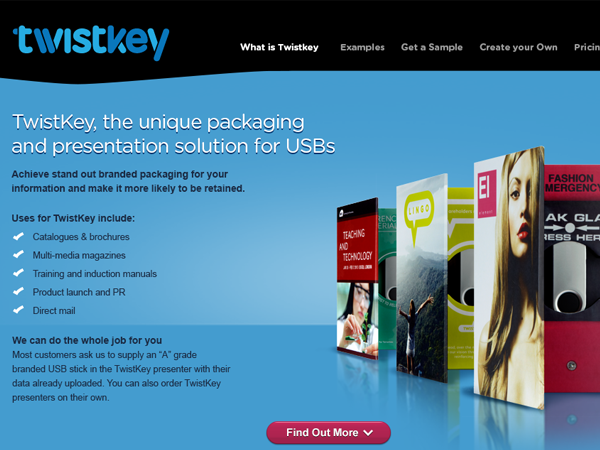 twistkey
What is Twistkey
Examples
Get a Sample
Create your Own
Pricin
TwistKey, the unique packaging
and presentation solution for USBs
Achieve stand out branded packaging for your
information and make it more likely to be retained.
Uses for TwistKey include:
Catalogues & brochures
Multi-media magazines
Training and induction manuals
Product launch and PR
Direct mail
We can do the whole job for you
Most customers ask us to supply an “A” grade
branded USB stick in the TwistKey presenter with their
data already uploaded. You can also order TwistKey
presenters on their own.
TEACHING
AND
TECHNOLOGY
LINGO
EI
FASHION
MERGENCY
EAK GLA
RESS HER
Find Out More